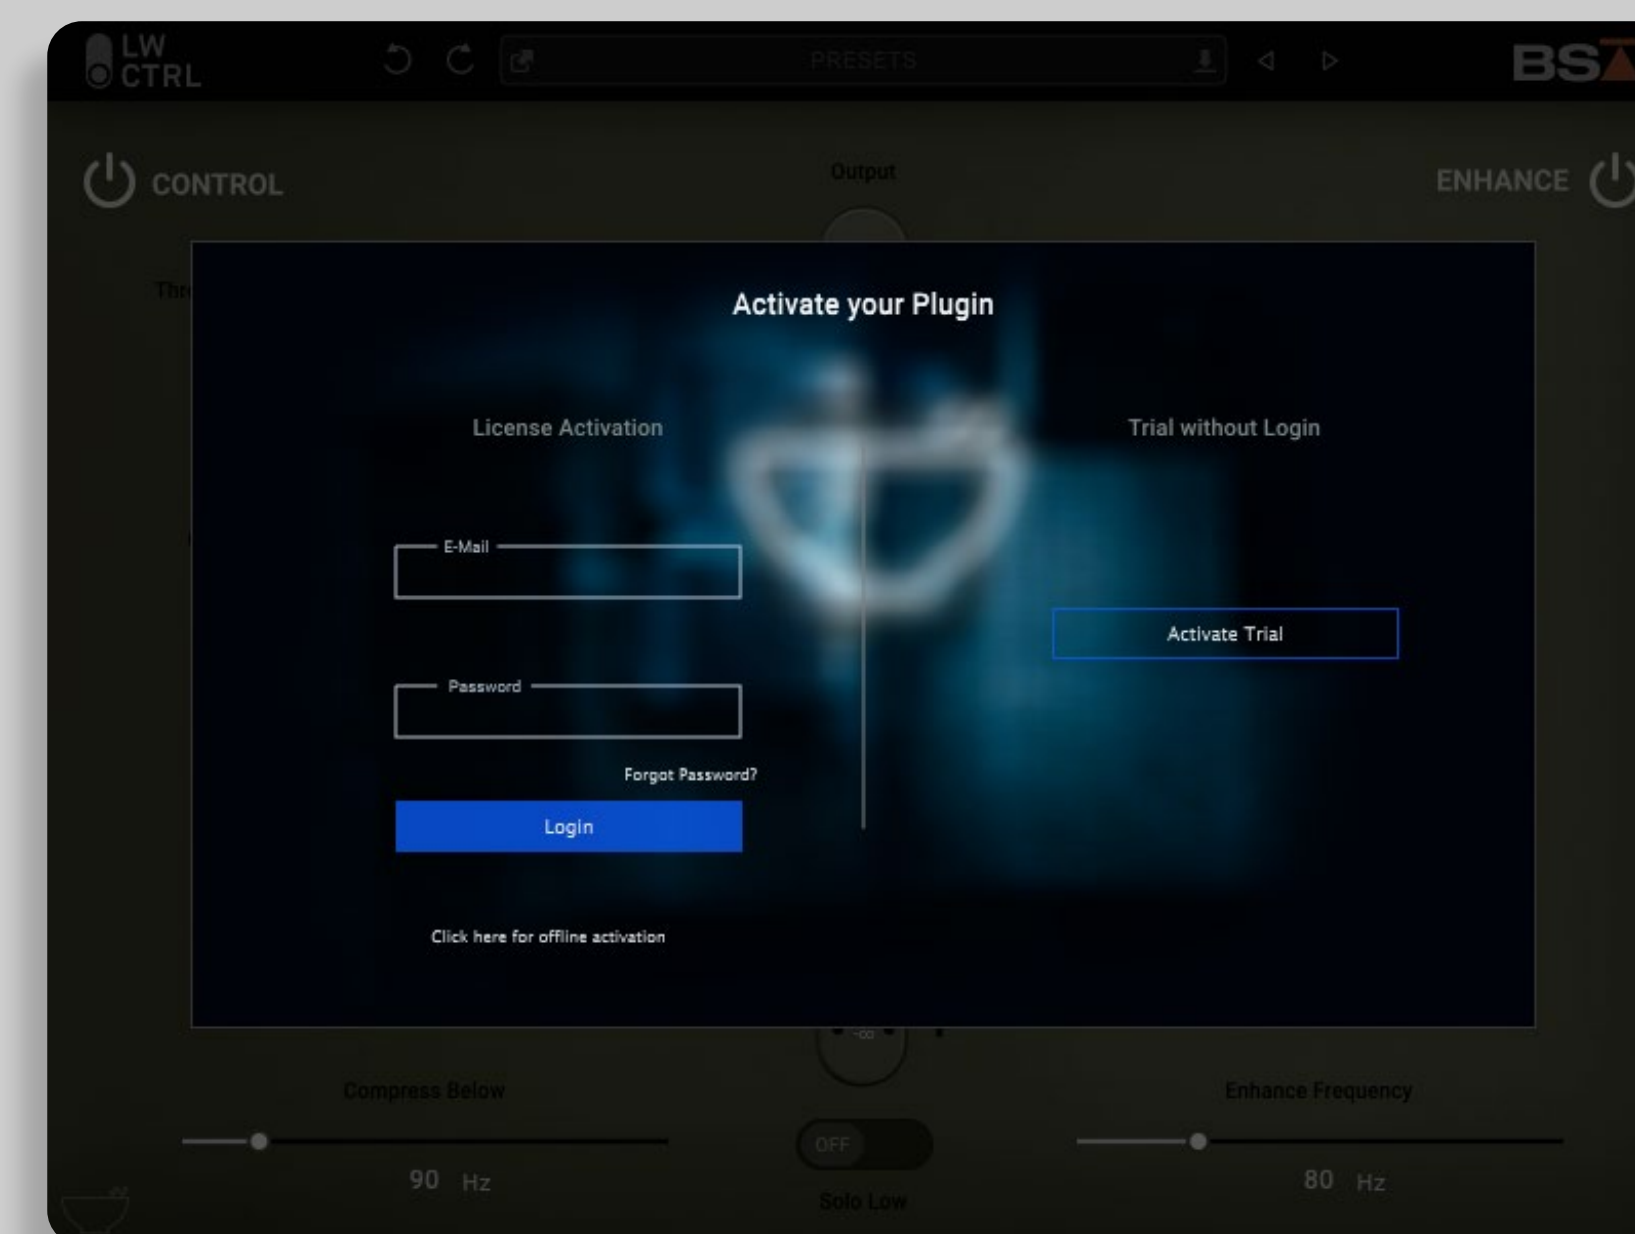 LW
CTRL
PRESETS
BSA
CONTROL
Output
ENHANCE
Activate your Plugin
License Activation
Trial without Login
E-Mail
Activate Trial
Password
Forgot Password?
Login
Click here for offline activation
-∞
Compress Below
Enhance Frequency
OFF
90 Hz
80 Hz
Solo Low